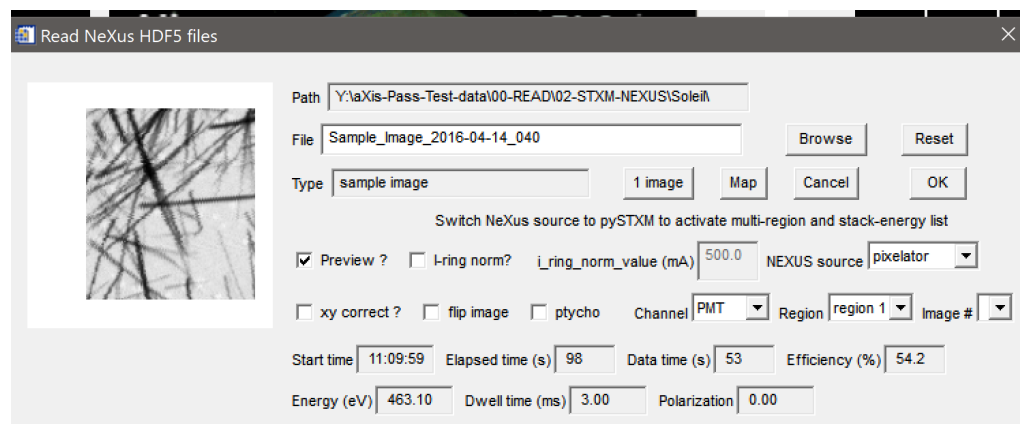 Read NeXus HDF5 files
Path Y:\aXis-Pass-Test-data\00-READ\02-STXM-NEXUS\Soleil\
File Sample_Image_2016-04-14_040 Browse Reset
Type sample image 1 image Map Cancel OK
Switch NeXus source to pySTXM to activate multi-region and stack-energy list
Preview ? I-ring norm? i_ring_norm_value (mA) 500.0 NEXUS source pixelator
xy correct ? flip image ptycho Channel PMT Region region 1 Image #
Start time 11:09:59 Elapsed time (s) 98 Data time (s) 53 Efficiency (%) 54.2
Energy (eV) 463.10 Dwell time (ms) 3.00 Polarization 0.00